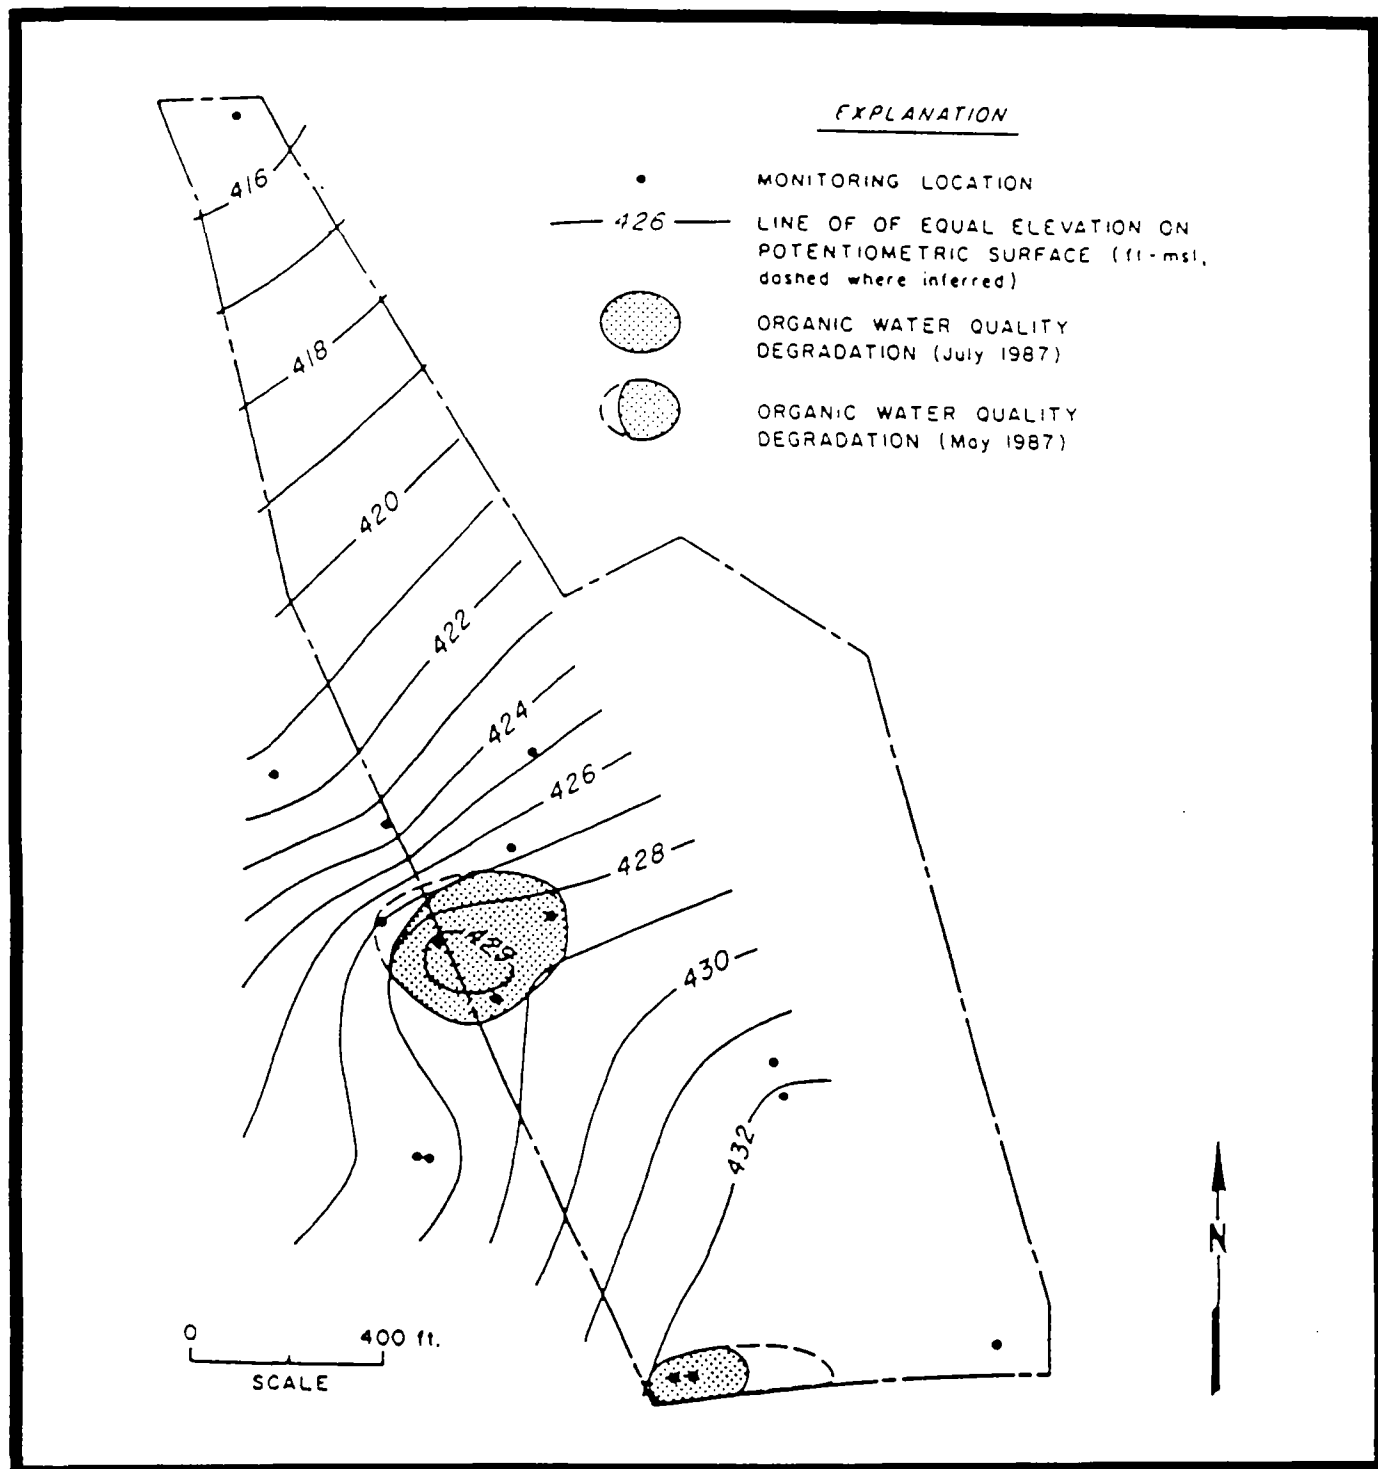 EXPLANATION
MONITORING LOCATION
426
LINE OF OF EQUAL ELEVATION ON
POTENTIOMETRIC SURFACE (ft-msl,
dashed where inferred)
ORGANIC WATER QUALITY
DEGRADATION (July 1987)
ORGANIC WATER QUALITY
DEGRADATION (May 1987)
416
418
420
422
424
426
428
429
430
432
N
0 400 ft.
SCALE